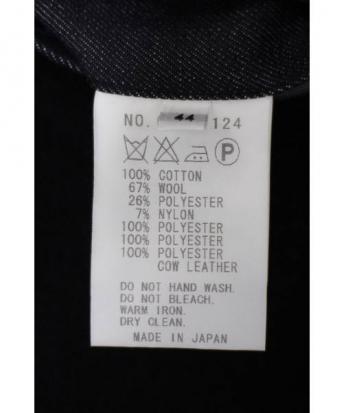 NO. 44 124
P
100% COTTON
67% WOOL
26% POLYESTER
7% NYLON
100% POLYESTER
100% POLYESTER
100% POLYESTER
COW LEATHER
DO NOT HAND WASH.
DO NOT BLEACH.
WARM IRON.
DRY CLEAN.
MADE IN JAPAN